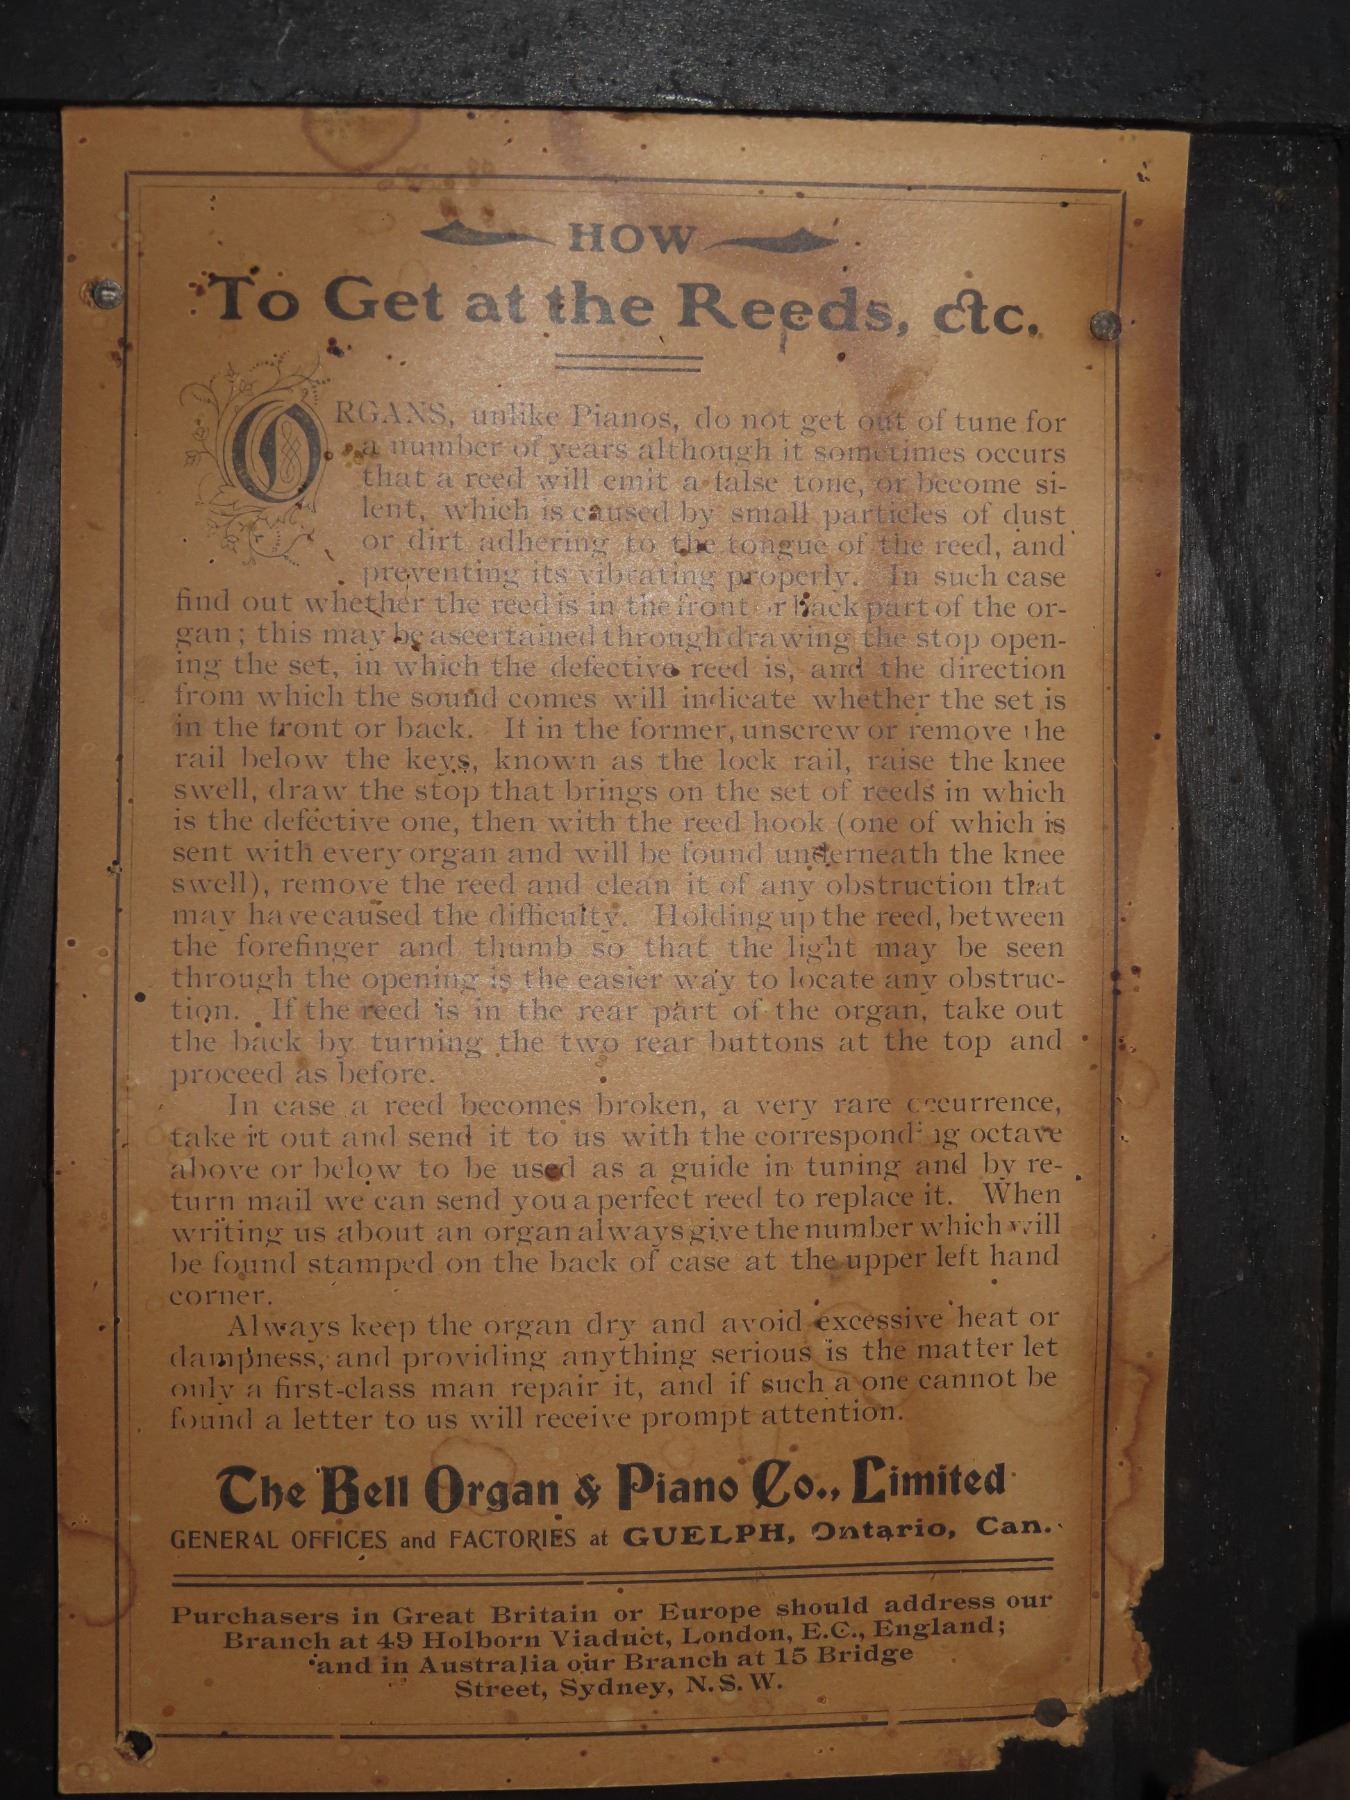 HOW
To Get at the Reeds, etc.
ORGANS, unlike Pianos, do not get out of tune for
a number of years although it sometimes occurs
that a reed will emit a false tone, or become si-
lent, which is caused by small particles of dust
or dirt adhering to the tongue of the reed, and
preventing its vibrating properly. In such case
find out whether the reed is in the front or back part of the or-
gan; this may be ascertained through drawing the stop open-
ing the set, in which the defective reed is, and the direction
from which the sound comes will indicate whether the set is
in the front or back. If in the former, unscrew or remove the
rail below the keys, known as the lock rail, raise the knee
swell, draw the stop that brings on the set of reeds in which
is the defective one, then with the reed hook (one of which is
sent with every organ and will be found underneath the knee
swell), remove the reed and clean it of any obstruction that
may have caused the difficulty. Holding up the reed, between
the forefinger and thumb so that the light may be seen
through the opening is the easier way to locate any obstruc-
tion. If the reed is in the rear part of the organ, take out
the back by turning the two rear buttons at the top and
proceed as before.
In case a reed becomes broken, a very rare occurrence,
take it out and send it to us with the corresponding octave
above or below to be used as a guide in tuning and by re-
turn mail we can send you a perfect reed to replace it. When
writing us about an organ always give the number which will
be found stamped on the back of case at the upper left hand
corner.
Always keep the organ dry and avoid excessive heat or
dampness, and providing anything serious is the matter let
only a first-class man repair it, and if such a one cannot be
found a letter to us will receive prompt attention.
The Bell Organ & Piano Co., Limited
GENERAL OFFICES and FACTORIES at GUELPH, Ontario, Can.
Purchasers in Great Britain or Europe should address our
Branch at 49 Holborn Viaduct, London, E.C., England;
and in Australia our Branch at 15 Bridge
Street, Sydney, N.S.W.